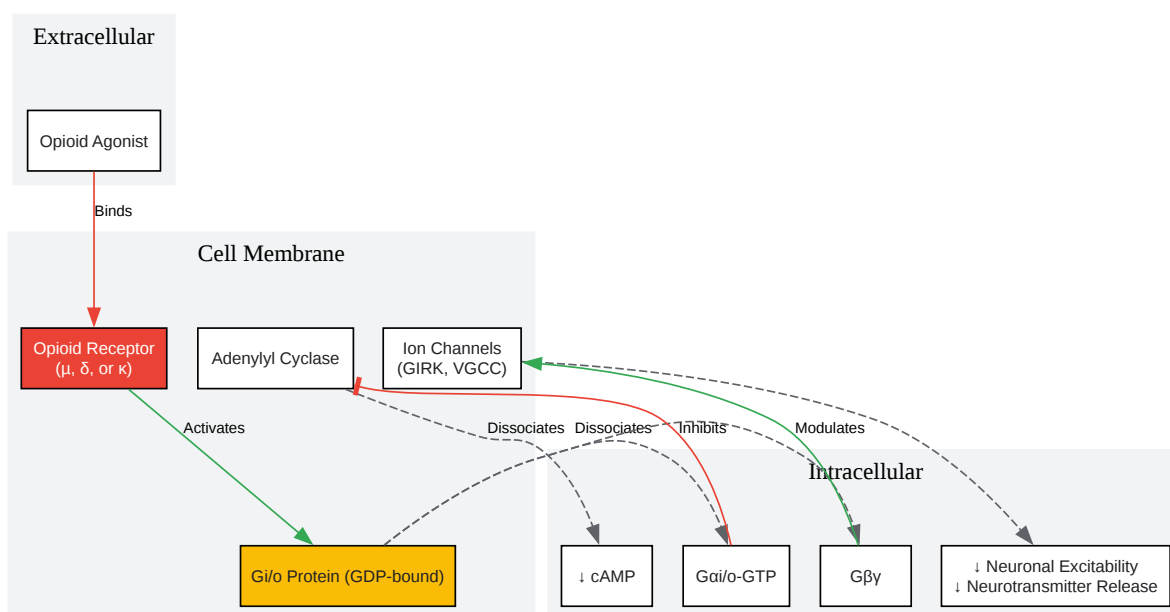 Extracellular
Opioid Agonist
Binds
Cell Membrane
Opioid Receptor
(μ, δ, or κ)
Adenylyl Cyclase
Ion Channels
(GIRK, VGCC)
Activates
Dissociates
Dissociates
Inhibits
Modulates
Intracellular
Gi/o Protein (GDP-bound)
↓ cAMP
Gαi/o-GTP
Gβγ
↓ Neuronal Excitability
↓ Neurotransmitter Release